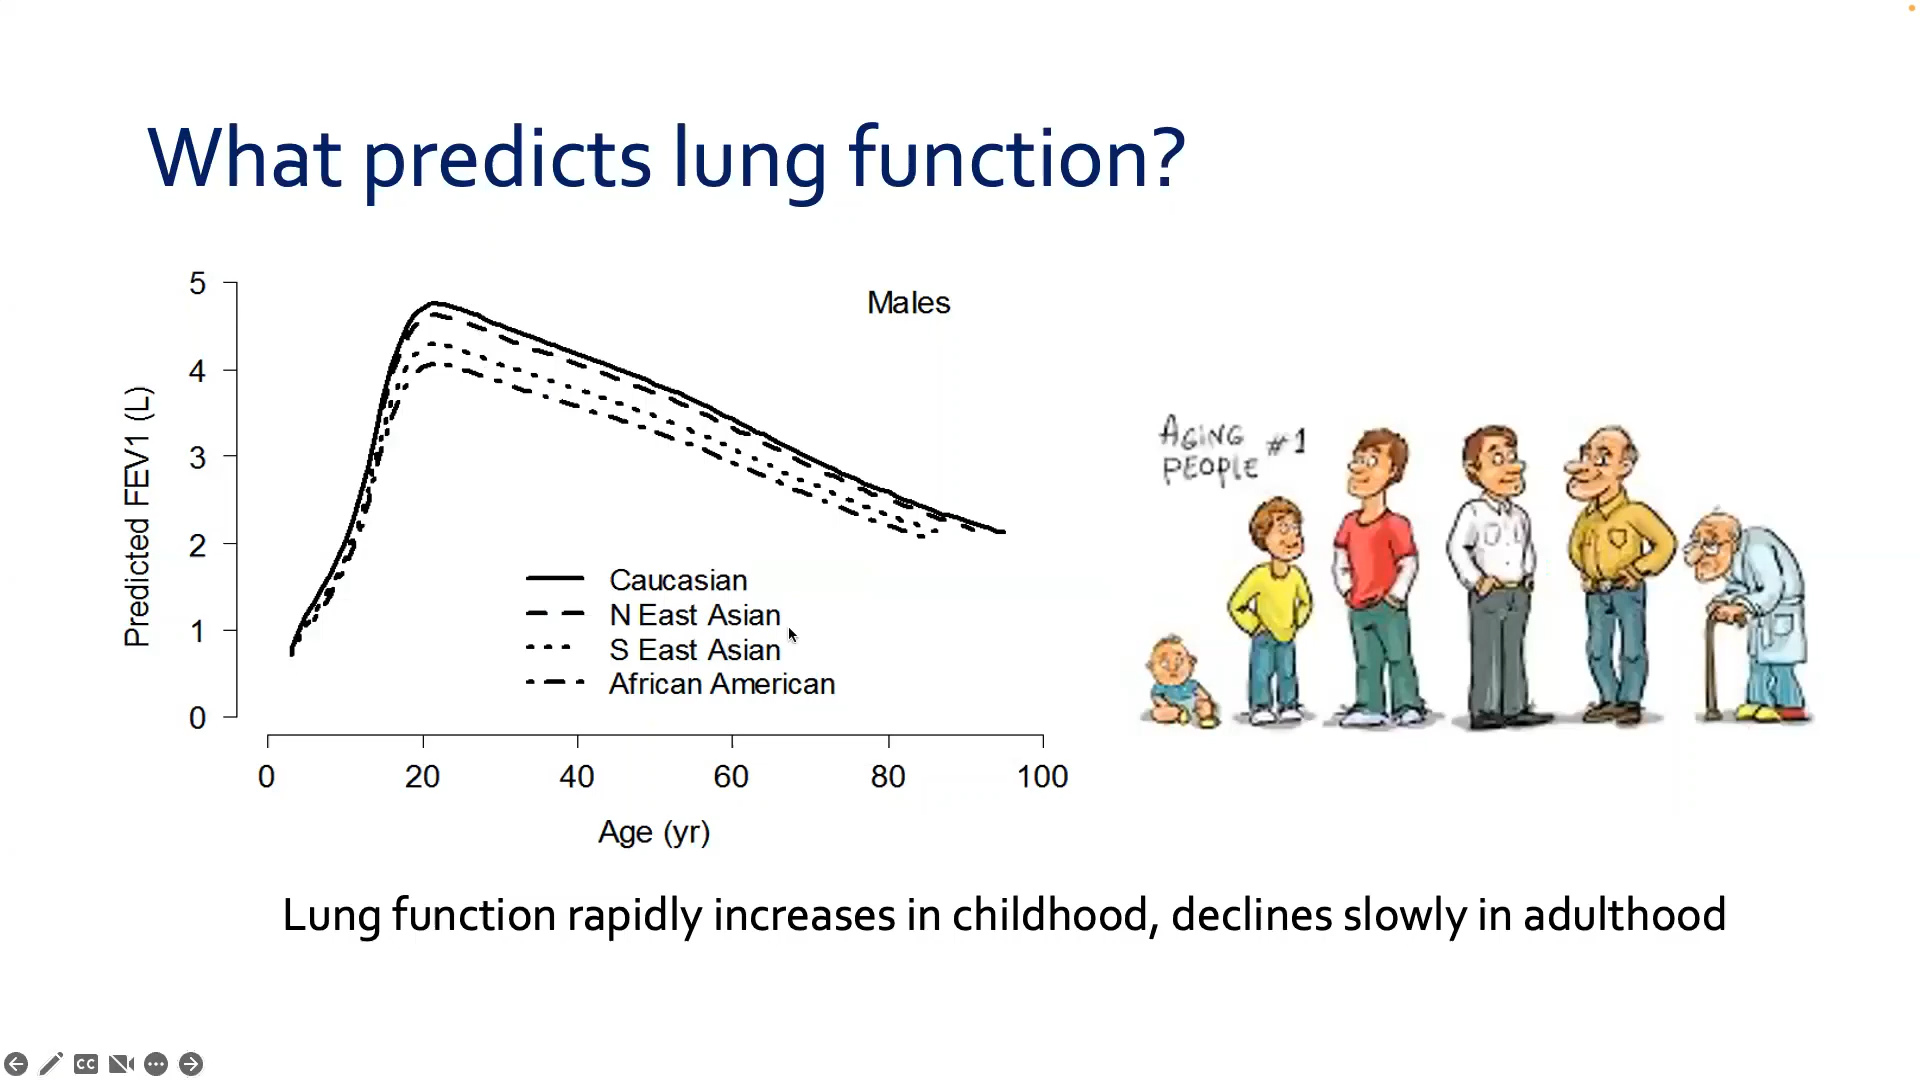 What predicts lung function?
5
4
3
2
1
0
Predicted FEV1 (L)
Males
Caucasian
N East Asian
S East Asian
African American
0 20 40 60 80 100
Age (yr)
AGING PEOPLE #1
Lung function rapidly increases in childhood, declines slowly in adulthood
CC